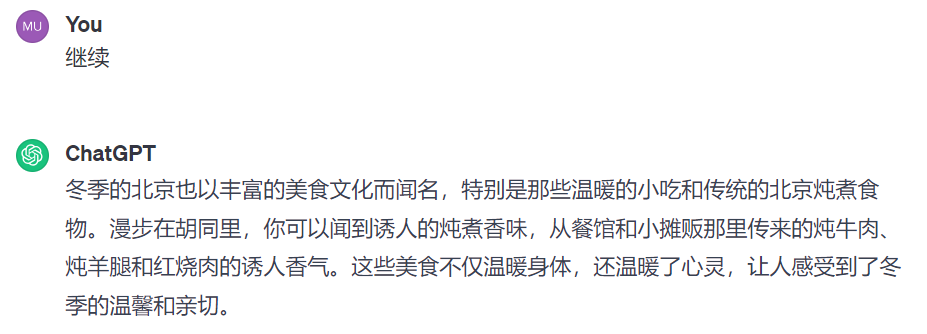 MU
You
继续
ChatGPT
冬季的北京也以丰富的美食文化而闻名，特别是那些温暖的小吃和传统的北京炖煮食
物。漫步在胡同里，你可以闻到诱人的炖煮香味，从餐馆和小摊贩那里传来的炖牛肉、
炖羊腿和红烧肉的诱人香气。这些美食不仅温暖身体，还温暖了心灵，让人感受到了冬
季的温馨和亲切。